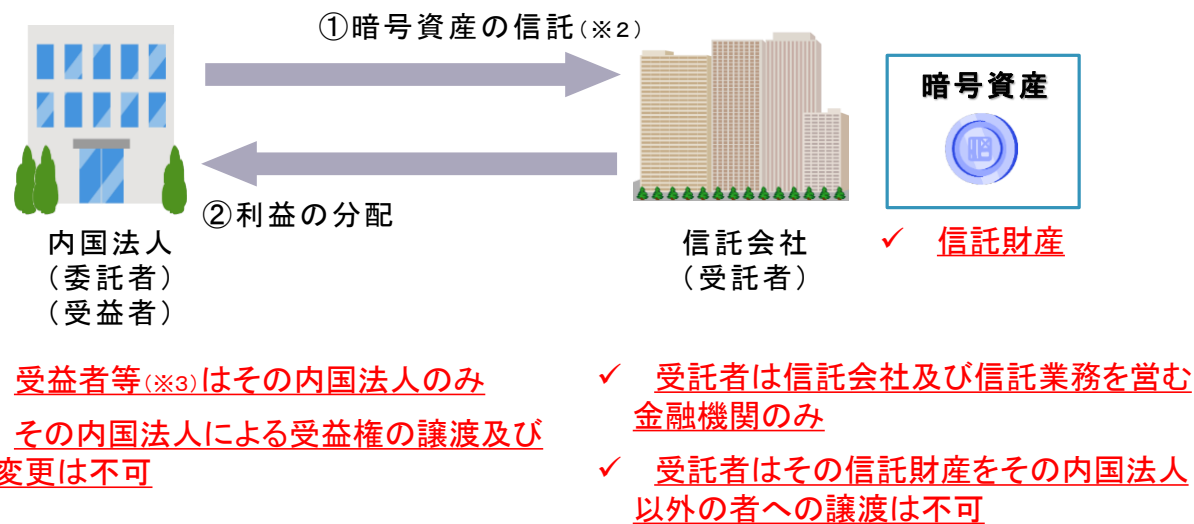 ①暗号資産の信託(※2)
暗号資産
②利益の分配
内国法人
（委託者）
（受益者）
信託会社
（受託者）
✓ 信託財産
受益者等(※3)はその内国法人のみ
その内国法人による受益権の譲渡及び
変更は不可
✓ 受託者は信託会社及び信託業務を営む
金融機関のみ
✓ 受託者はその信託財産をその内国法人
以外の者への譲渡は不可